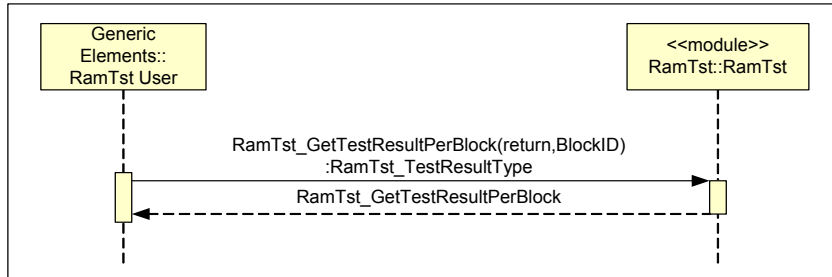 Generic
Elements::
RamTst User
<<module>>
RamTst::RamTst
RamTst_GetTestResultPerBlock(return,BlockID)
:RamTst_TestResultType
RamTst_GetTestResultPerBlock